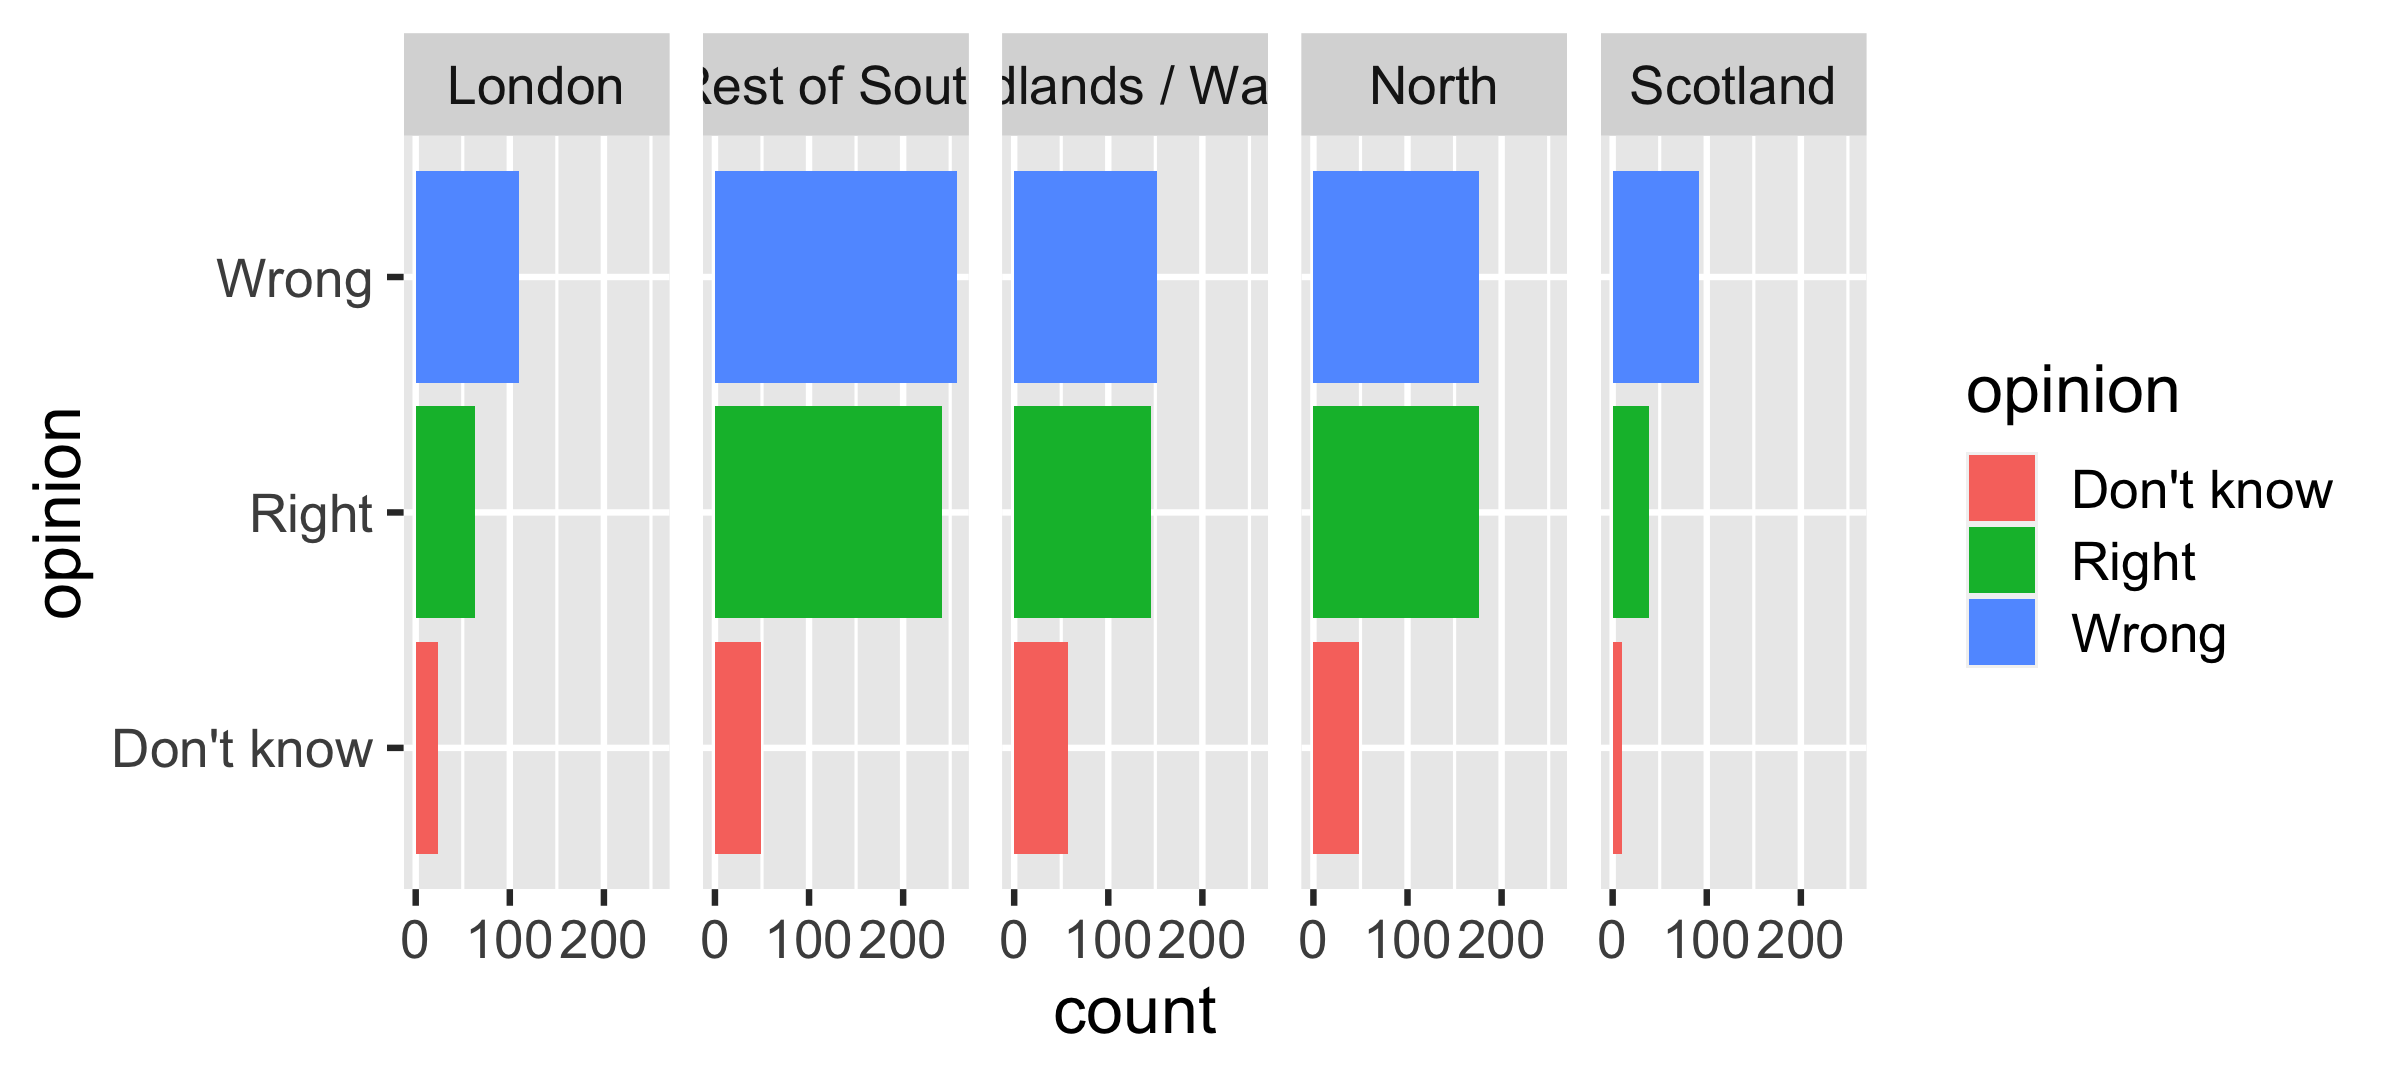 London
Rest of Sout
dlands / Wa
North
Scotland
Wrong
Right
Don't know
opinion
0 100 200
0 100 200
0 100 200
0 100 200
0 100 200
count
opinion
Don't know
Right
Wrong